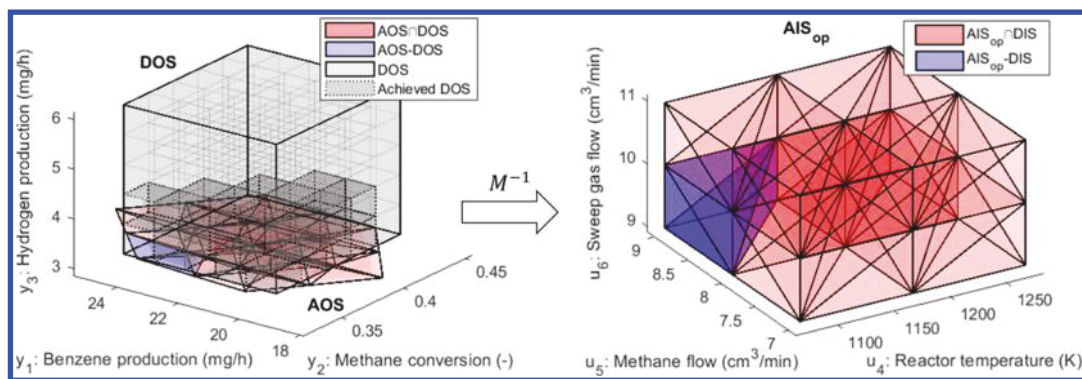 DOS
AOS∩DOS
AOS-DOS
DOS
Achieved DOS
y3: Hydrogen production (mg/h)
6
5
4
3
24
22
20
18
0.35
0.4
0.45
AOS
y1: Benzene production (mg/h)
y2: Methane conversion (-)
M⁻¹
AISop
AISop∩DIS
AISop-DIS
u6: Sweep gas flow (cm³/min)
11
10
9
9
8.5
8
7.5
7
1100
1150
1200
1250
u5: Methane flow (cm³/min)
u4: Reactor temperature (K)